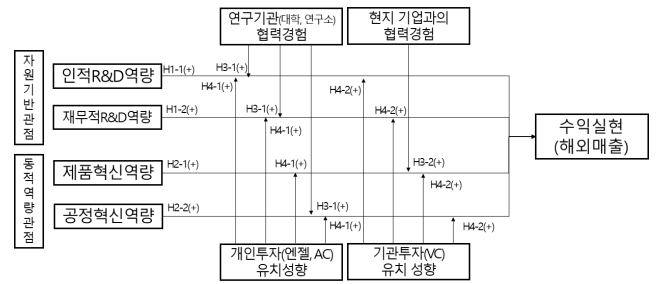 연구기관(대학, 연구소)
협력경험
현지 기업과의
협력경험
자원기반관점
인적R&D역량
H1-1(+)
H3-1(+)
H4-1(+)
H4-2(+)
재무적R&D역량
H1-2(+)
H3-1(+)
H4-1(+)
H4-2(+)
수익실현
(해외매출)
동적역량관점
제품혁신역량
H2-1(+)
H4-1(+)
H3-2(+)
H4-2(+)
공정혁신역량
H2-2(+)
H3-1(+)
H4-1(+)
H4-2(+)
개인투자(엔젤, AC)
유치성향
기관투자(VC)
유치 성향